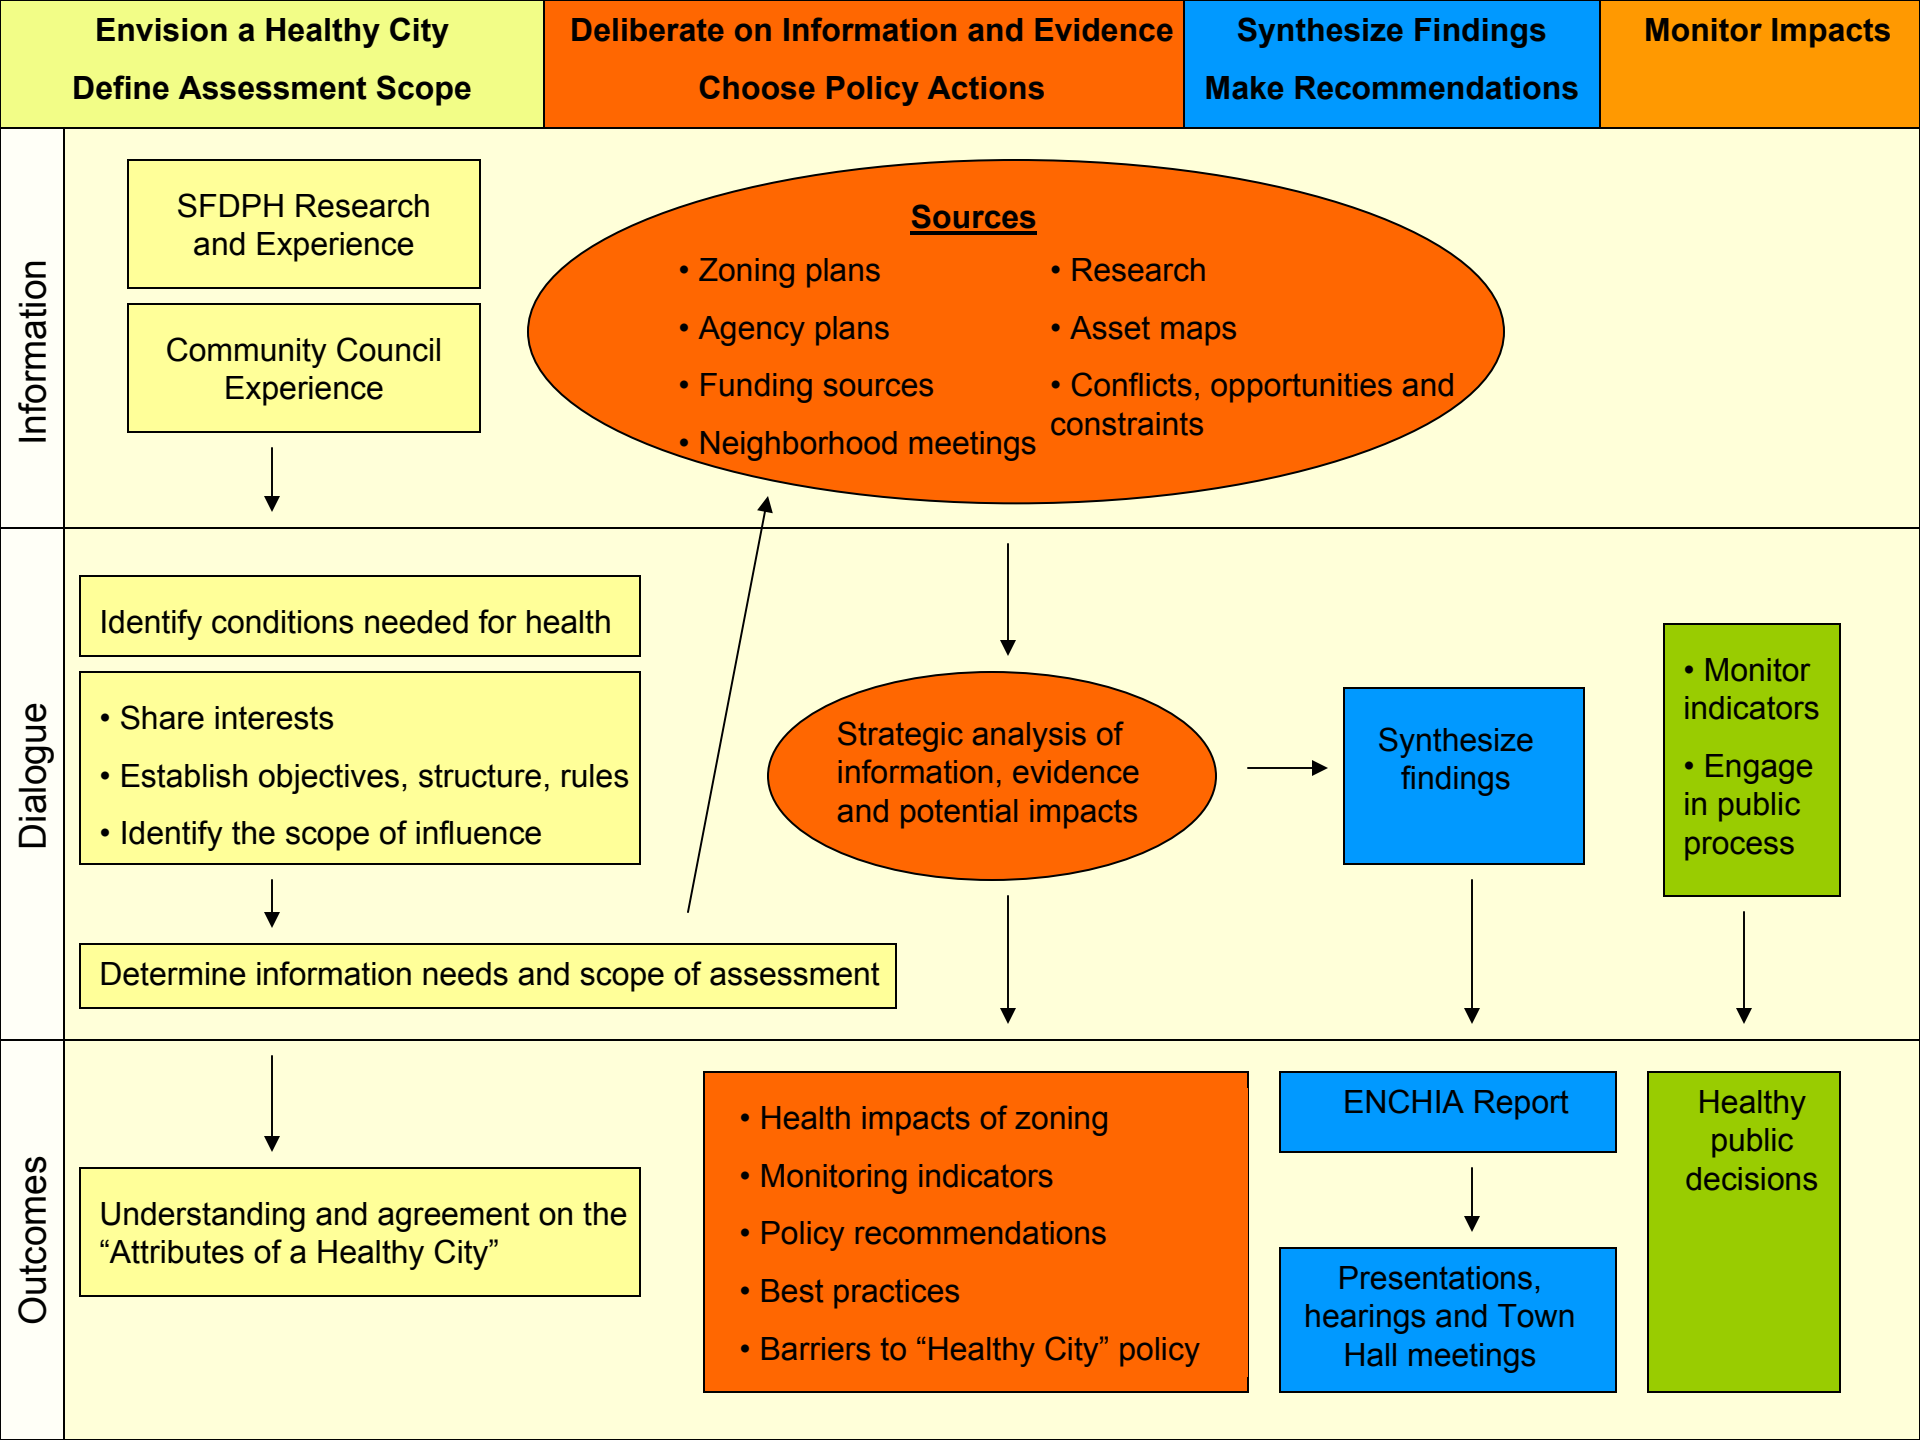 Envision a Healthy City
Define Assessment Scope
Deliberate on Information and Evidence
Choose Policy Actions
Synthesize Findings
Make Recommendations
Monitor Impacts
Information
SFDPH Research
and Experience
Community Council
Experience
Sources
• Zoning plans
• Agency plans
• Funding sources
• Neighborhood meetings
• Research
• Asset maps
• Conflicts, opportunities and
constraints
Dialogue
Identify conditions needed for health
• Share interests
• Establish objectives, structure, rules
• Identify the scope of influence
Determine information needs and scope of assessment
Strategic analysis of
information, evidence
and potential impacts
Synthesize
findings
• Monitor
indicators
• Engage
in public
process
Outcomes
Understanding and agreement on the
“Attributes of a Healthy City”
• Health impacts of zoning
• Monitoring indicators
• Policy recommendations
• Best practices
• Barriers to “Healthy City” policy
ENCHIA Report
Presentations,
hearings and Town
Hall meetings
Healthy
public
decisions